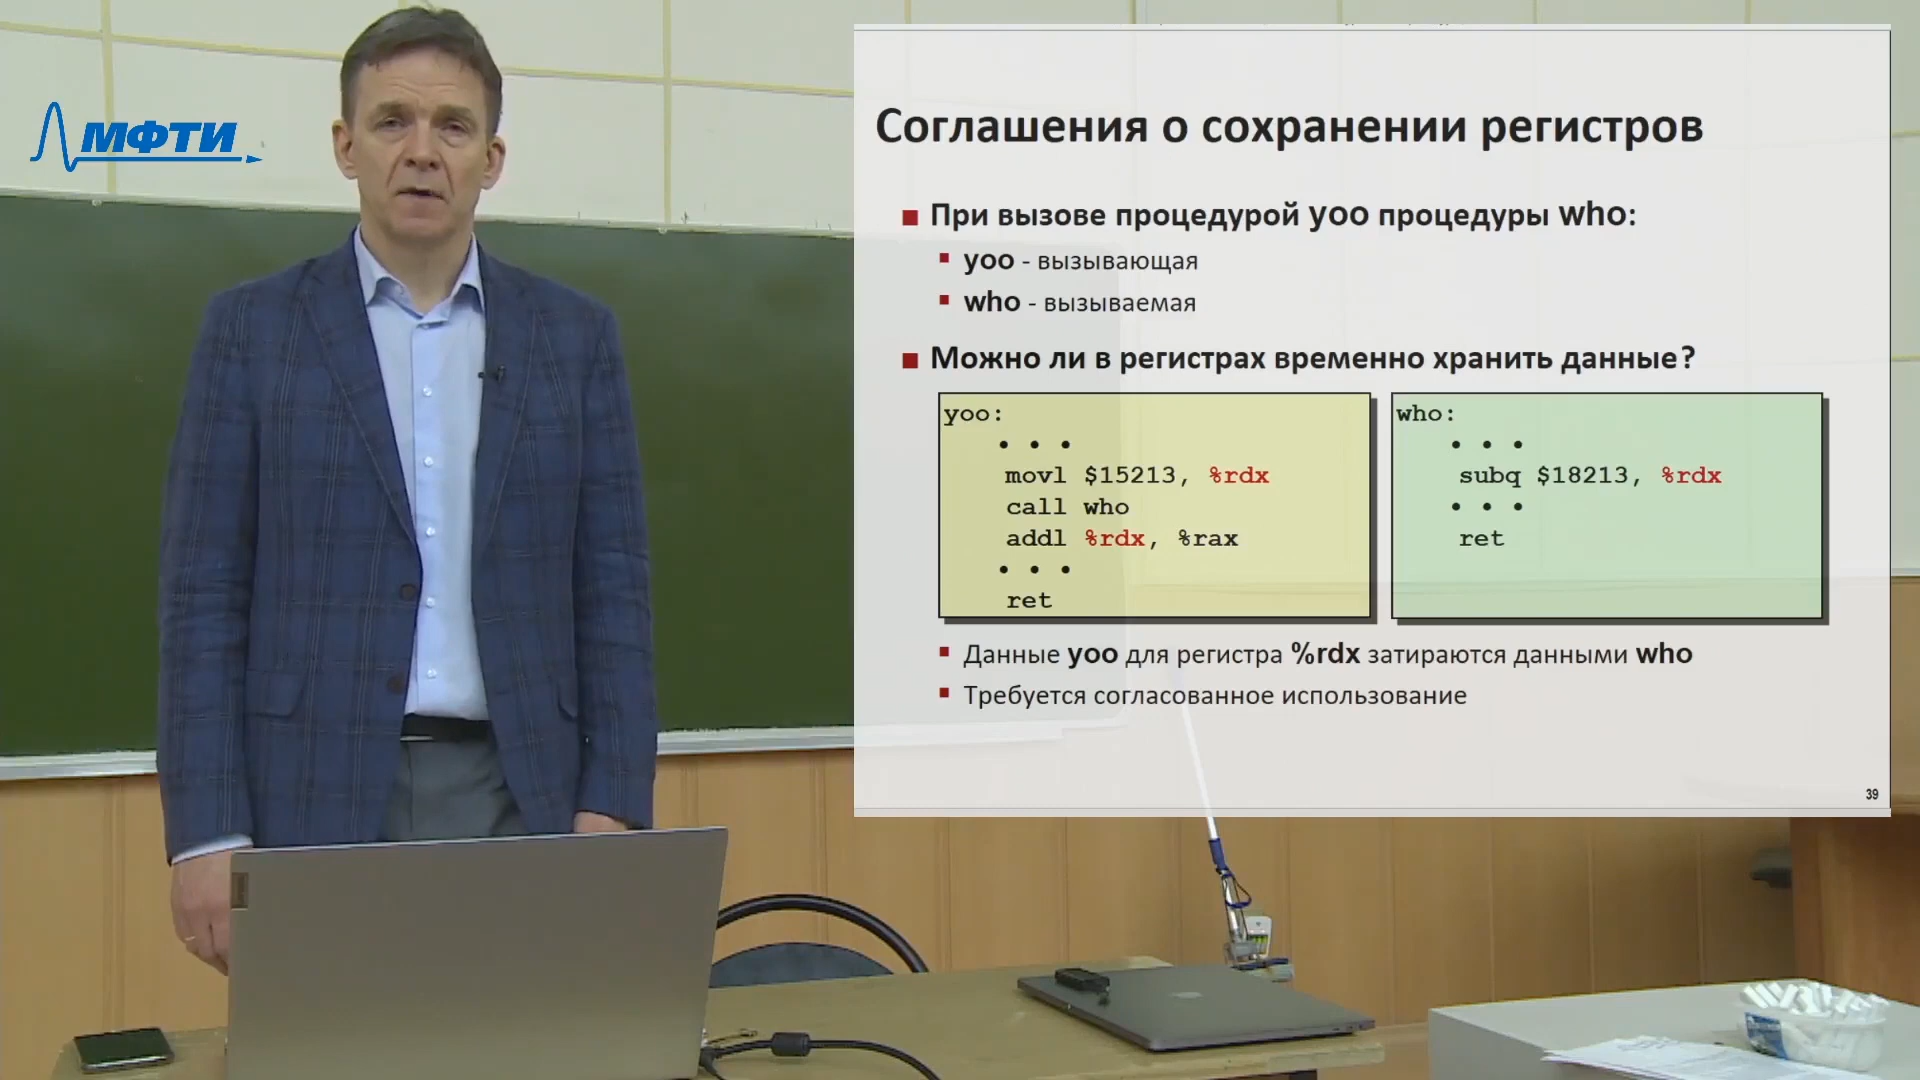 МФТИ
Соглашения о сохранении регистров
При вызове процедурой yoo процедуры who:
yoo - вызывающая
who - вызываемая
Можно ли в регистрах временно хранить данные?
yoo:
• • •
movl $15213, %rdx
call who
addl %rdx, %rax
• • •
ret
who:
• • •
subq $18213, %rdx
• • •
ret
Данные yoo для регистра %rdx затираются данными who
Требуется согласованное использование
39